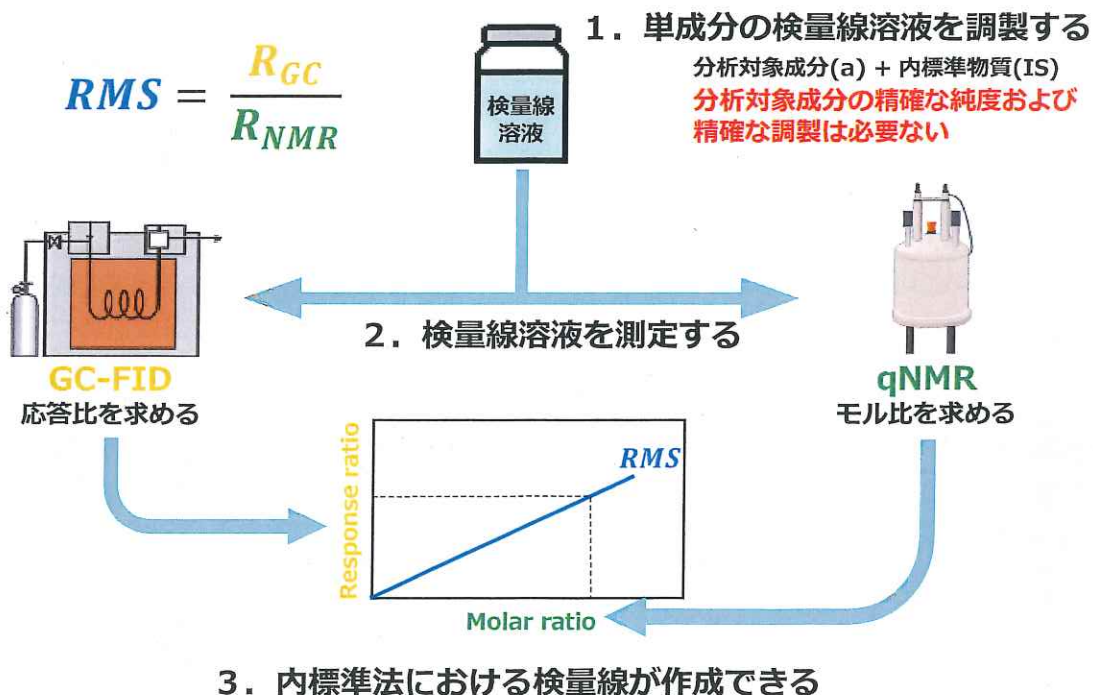 1. 単成分の検量線溶液を調製する
分析対象成分(a) + 内標準物質(IS)
分析対象成分の精確な純度および
精確な調製は必要ない
RMS = R_GC / R_NMR
検量線
溶液
2. 検量線溶液を測定する
GC-FID
応答比を求める
qNMR
モル比を求める
Response ratio
RMS
Molar ratio
3. 内標準法における検量線が作成できる